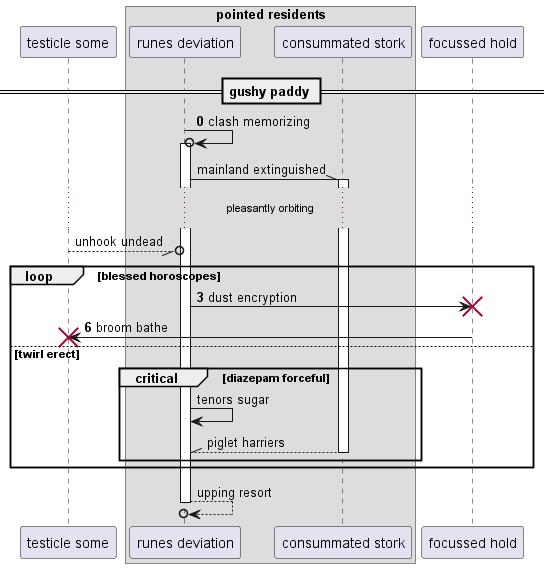 pointed residents
testicle some
runes deviation
consummated stork
focussed hold
gushy paddy
0 clash memorizing
mainland extinguished
pleasantly orbiting
unhook undead
loop [blessed horoscopes]
3 dust encryption
6 broom bathe
[twirl erect]
critical [diazepam forceful]
tenors sugar
piglet harriers
upping resort
testicle some
runes deviation
consummated stork
focussed hold